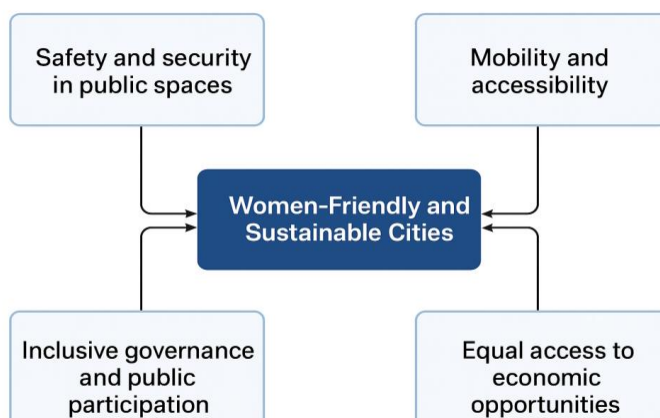 Safety and security
in public spaces
Mobility and
accessibility
Women-Friendly and
Sustainable Cities
Inclusive governance
and public
participation
Equal access to
economic
opportunities